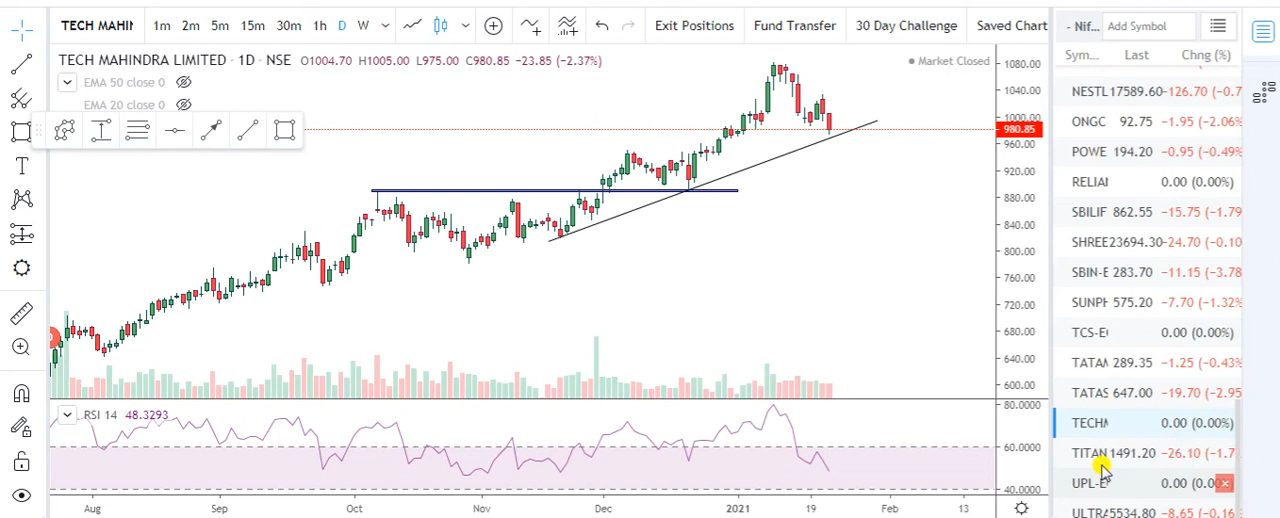 TECH MAHIN 1m 2m 5m 15m 30m 1h D W Exit Positions Fund Transfer 30 Day Challenge Saved Chart - Nif... Add Symbol
TECH MAHINDRA LIMITED · 1D · NSE O1004.70 H1005.00 L975.00 C980.85 -23.85 (-2.37%) Market Closed
EMA 50 close 0
EMA 20 close 0
T
1080.00
1040.00
1000.00
980.85
960.00
920.00
880.00
840.00
800.00
760.00
720.00
680.00
640.00
600.00
RSI 14 48.3293
80.0000
60.0000
40.0000
Aug Sep Oct Nov Dec 2021 19 Feb 13
Sym... Last Chng (%)
NESTL 17589.60 -126.70 (-0.7
ONGC 92.75 -1.95 (-2.06%
POWE 194.20 -0.95 (-0.49%
RELIAI 0.00 (0.00%)
SBILIF 862.55 -15.75 (-1.79
SHREE 23694.30 -24.70 (-0.10
SBIN-E 283.70 -11.15 (-3.78
SUNPH 575.20 -7.70 (-1.32%
TCS-E 0.00 (0.00%)
TATAM 289.35 -1.25 (-0.43%
TATAS 647.00 -19.70 (-2.95
TECHM 0.00 (0.00%)
TITAN 1491.20 -26.10 (-1.7
UPL-E 0.00 (0.00
ULTRA 5534.80 -8.65 (-0.16